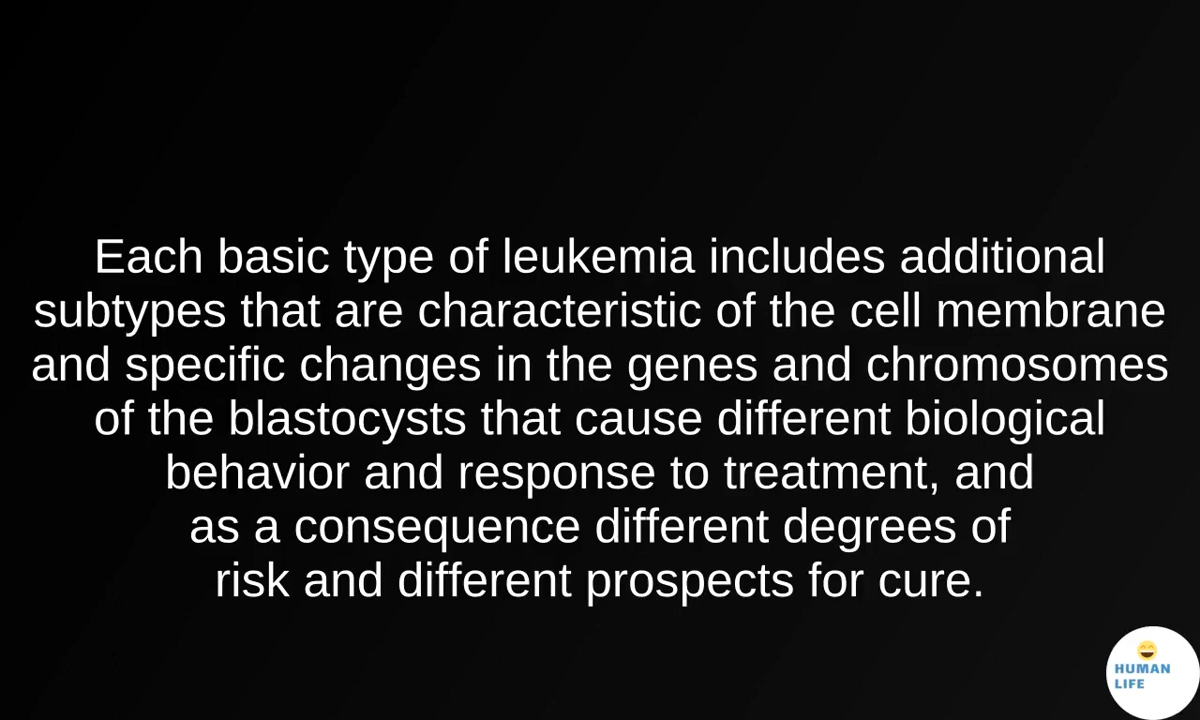 Each basic type of leukemia includes additional
subtypes that are characteristic of the cell membrane
and specific changes in the genes and chromosomes
of the blastocysts that cause different biological
behavior and response to treatment, and
as a consequence different degrees of
risk and different prospects for cure.
HUMAN
LIFE